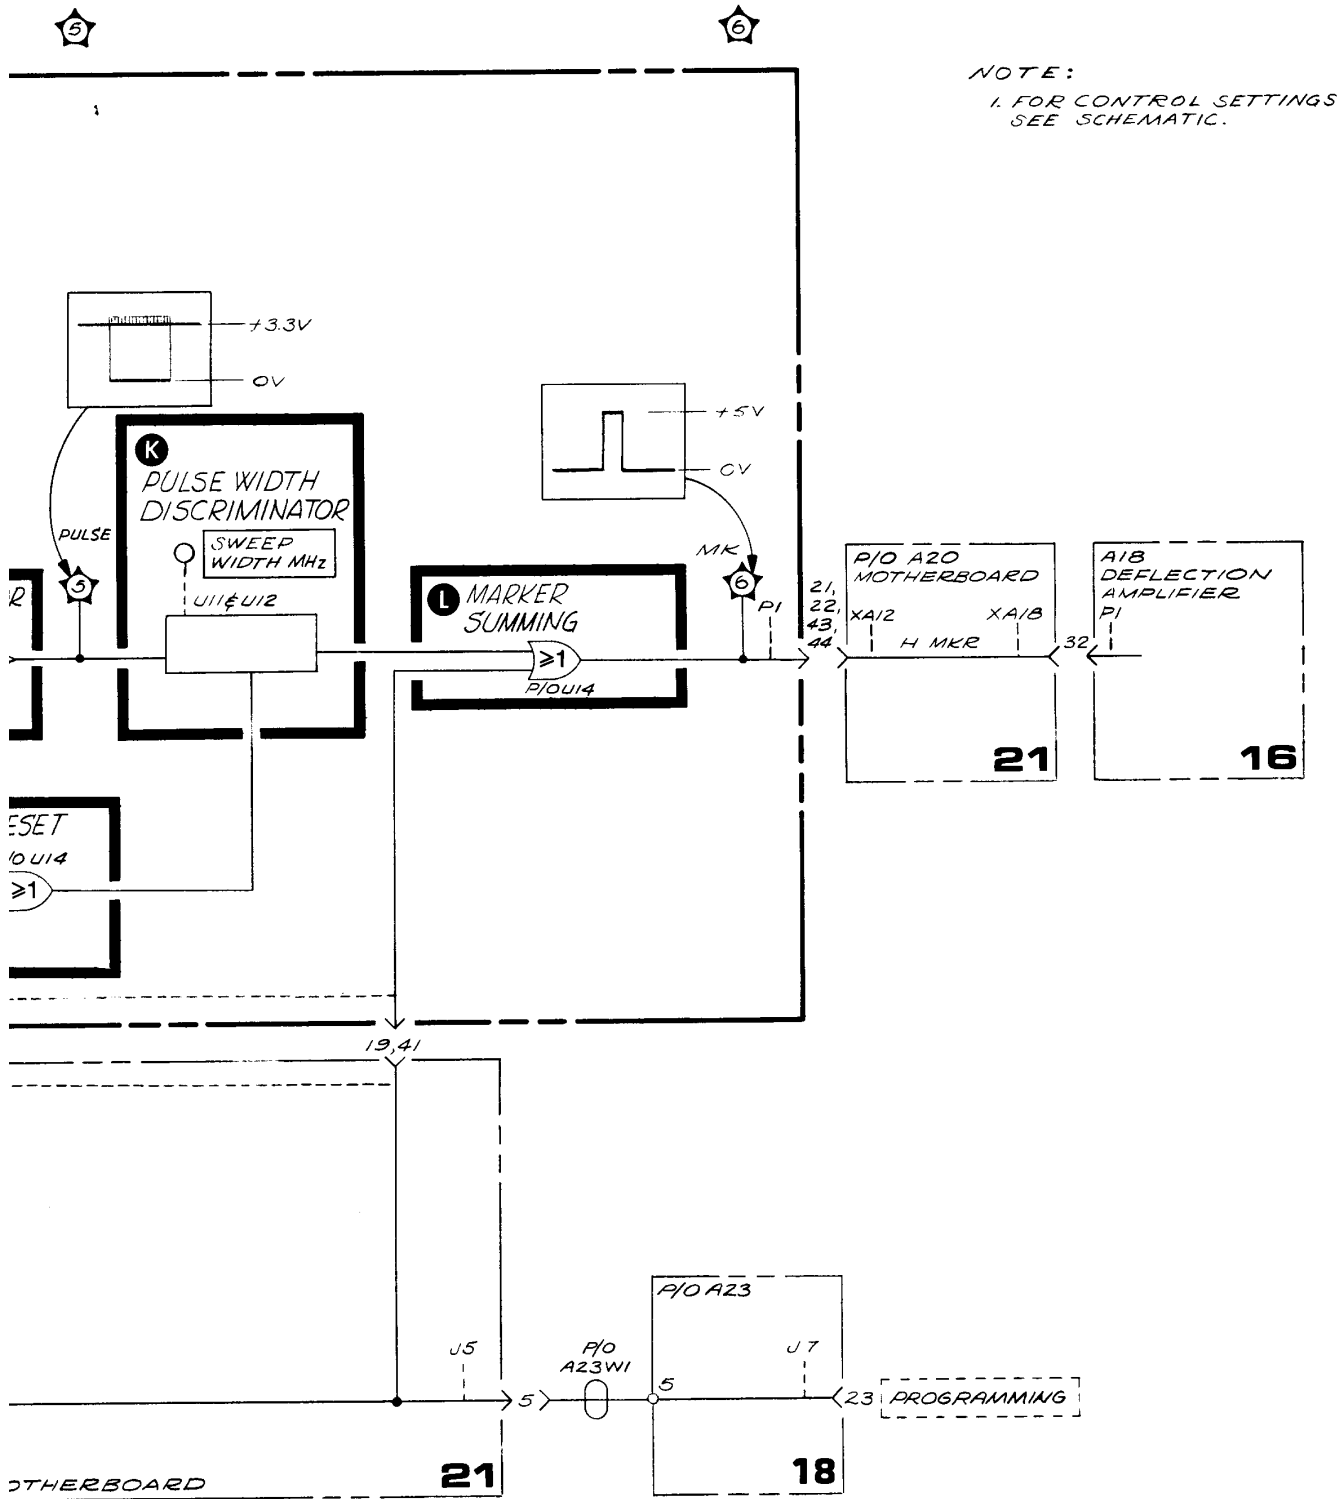 5
6
NOTE:
1. FOR CONTROL SETTINGS
SEE SCHEMATIC.
+3.3V
0V
+5V
0V
K
PULSE WIDTH
DISCRIMINATOR
SWEEP
WIDTH MHz
U11 & U12
PULSE
5
R
L MARKER
SUMMING
≥1
P/O U14
MK
6
P1
21,
22,
43,
44
P/O A20
MOTHERBOARD
XA12
XA18
H MKR
21
32
A18
DEFLECTION
AMPLIFIER
P1
16
ESET
/O U14
≥1
19,41
J5
5
P/O
A23W1
P/O A23
5
J7
23
PROGRAMMING
18
OTHERBOARD
21